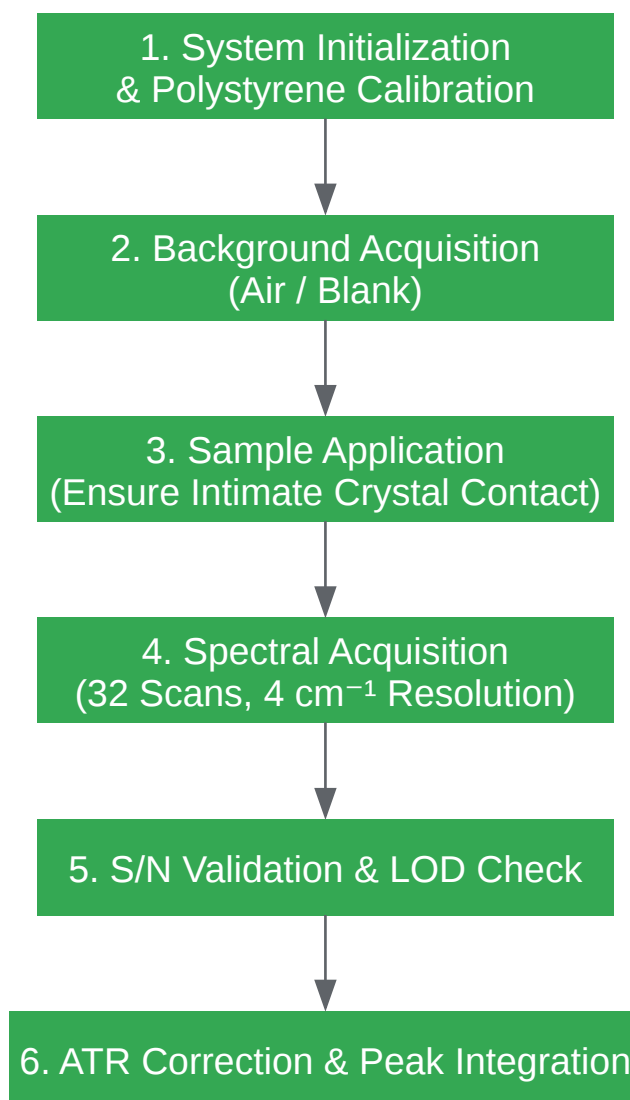 1. System Initialization
& Polystyrene Calibration
2. Background Acquisition
(Air / Blank)
3. Sample Application
(Ensure Intimate Crystal Contact)
4. Spectral Acquisition
(32 Scans, 4 cm⁻¹ Resolution)
5. S/N Validation & LOD Check
6. ATR Correction & Peak Integration